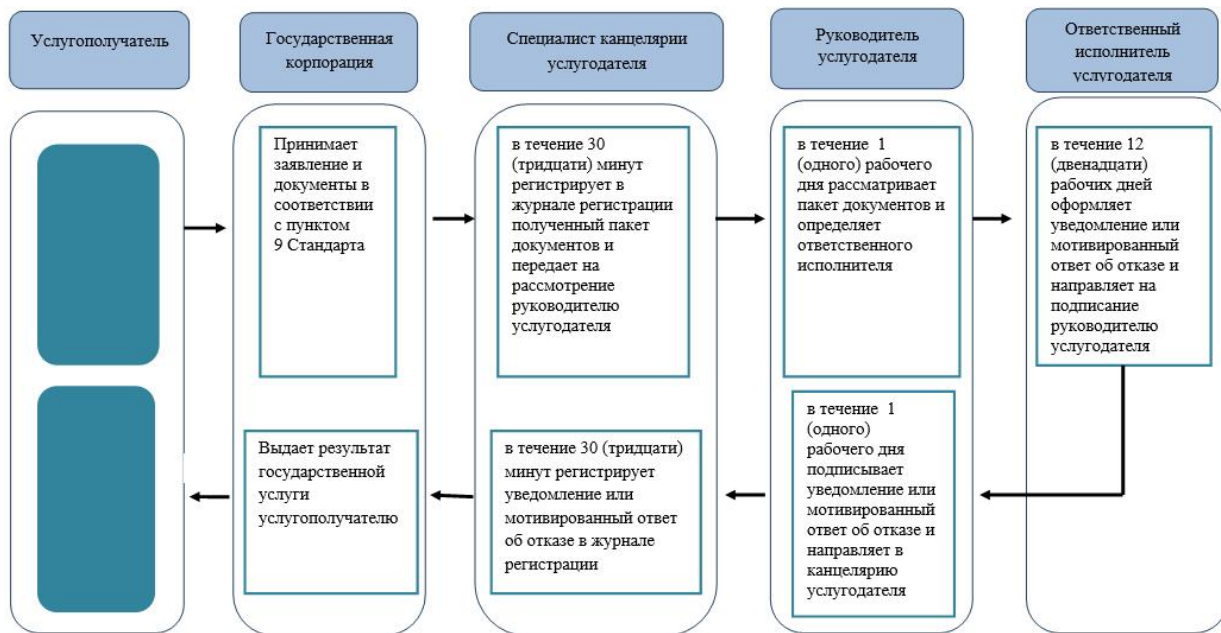 Услугополучатель
Государственная
корпорация
Специалист канцелярии
услугодателя
Руководитель
услугодателя
Ответственный
исполнитель
услугодателя
Принимает
заявление и
документы в
соответствии
с пунктом
9 Стандарта
в течение 30
(тридцати) минут
регистрирует в
журнале регистрации
полученный пакет
документов и
передает на
рассмотрение
руководителю
услугодателя
в течение 1
(одного) рабочего
дня рассматривает
пакет документов и
определяет
ответственного
исполнителя
в течение 12
(двенадцати)
рабочих дней
оформляет
уведомление или
мотивированный
ответ об отказе и
направляет на
подписание
руководителю
услугодателя
Выдает результат
государственной
услуги
услугополучателю
в течение 30 (тридцати)
минут регистрирует
уведомление или
мотивированный ответ
об отказе в журнале
регистрации
в течение 1
(одного)
рабочего дня
подписывает
уведомление или
мотивированный
ответ об отказе и
направляет в
канцелярию
услугодателя